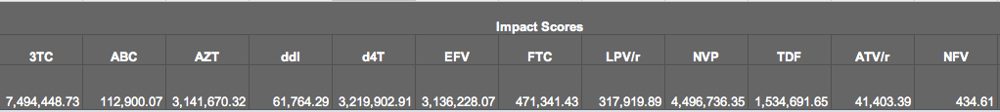 Impact Scores
3TC ABC AZT ddI d4T EFV FTC LPV/r NVP TDF ATV/r NFV
7,494,448.73 112,900.07 3,141,670.32 61,764.29 3,219,902.91 3,136,228.07 471,341.43 317,919.89 4,496,736.35 1,534,691.65 41,403.39 434.61